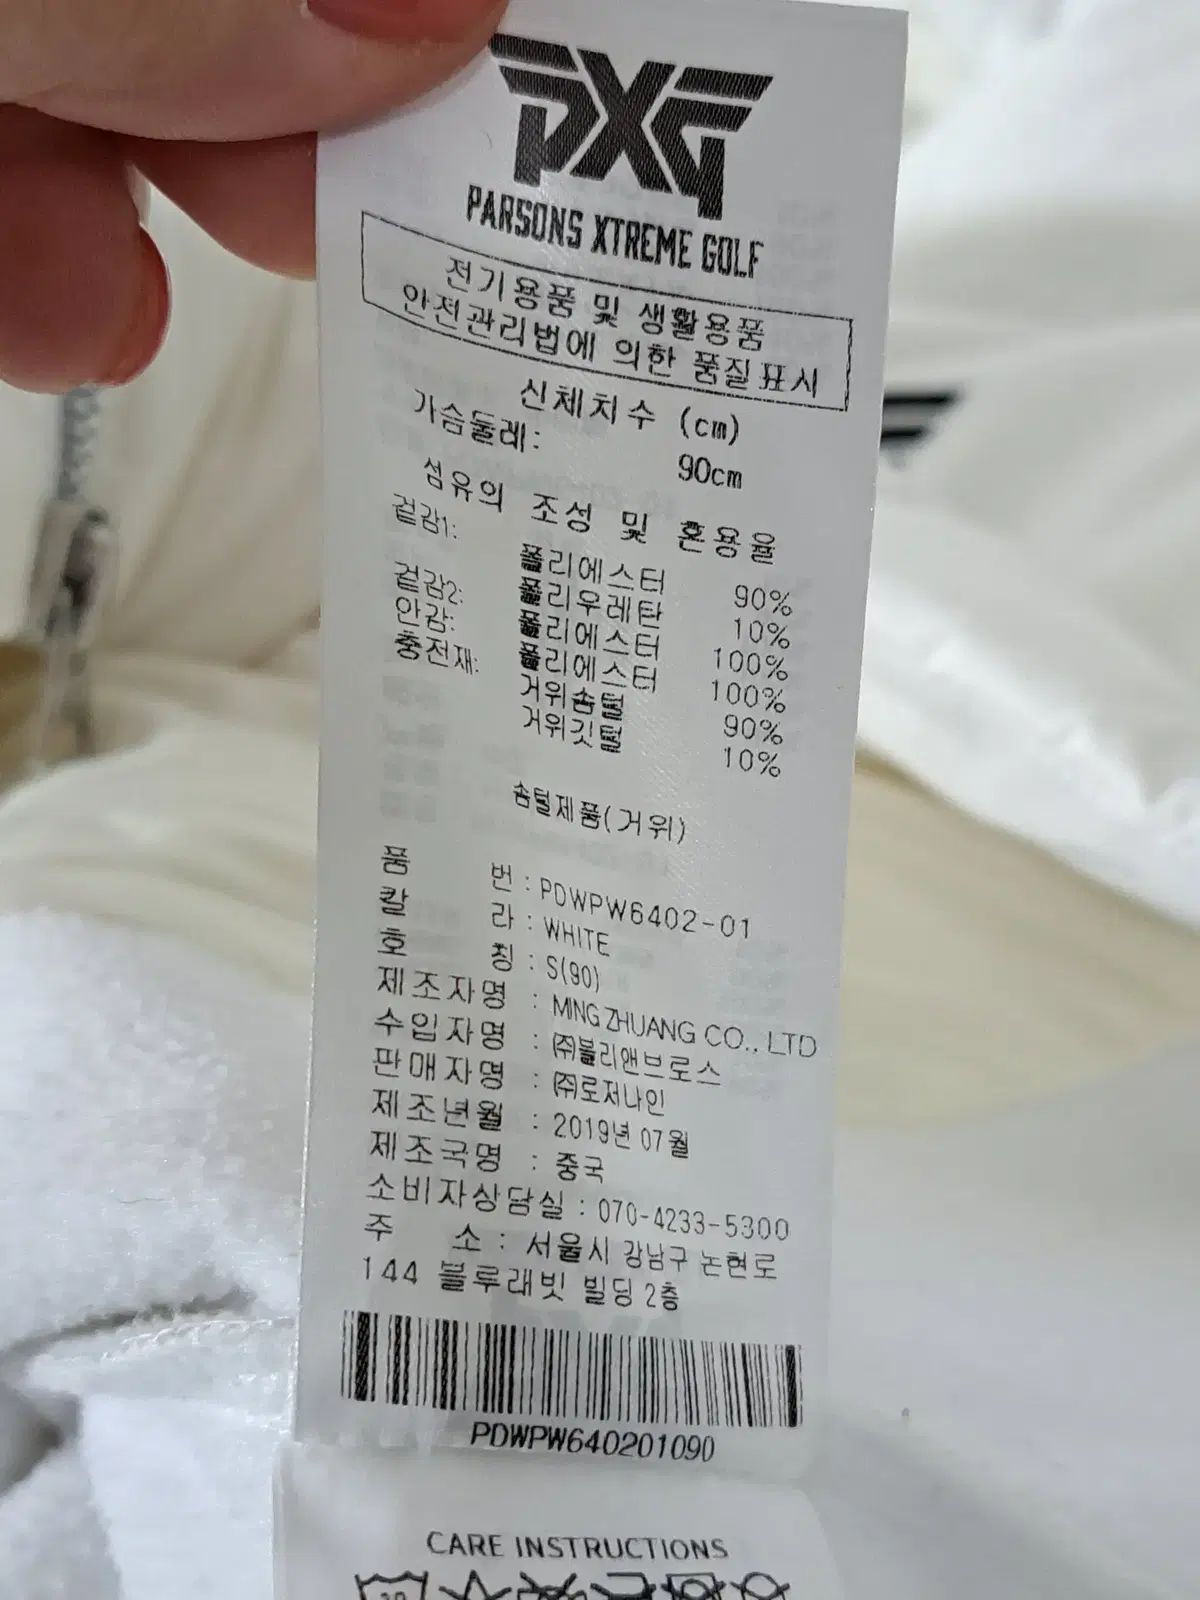 PXG
PARSONS XTREME GOLF
전기용품 및 생활용품
안전관리법에 의한 품질표시
신체치수 (cm)
가슴둘레: 90cm
섬유의 조성 및 혼용율
겉감1: 폴리에스터 90%
폴리우레탄 10%
겉감2: 폴리에스터 100%
안감: 폴리에스터 100%
충전재: 거위솜털 90%
거위깃털 10%
솜털제품(거위)
품 번 : PDWPW6402-01
칼 라 : WHITE
호 칭 : S(90)
제조자명 : MING ZHUANG CO., LTD
수입자명 : ㈜블리앤브로스
판매자명 : ㈜로저나인
제조년월 : 2019년 07월
제조국명 : 중국
소비자상담실 : 070-4233-5300
주 소 : 서울시 강남구 논현로
144 블루래빗 빌딩 2층
PDWPW640201090
CARE INSTRUCTIONS